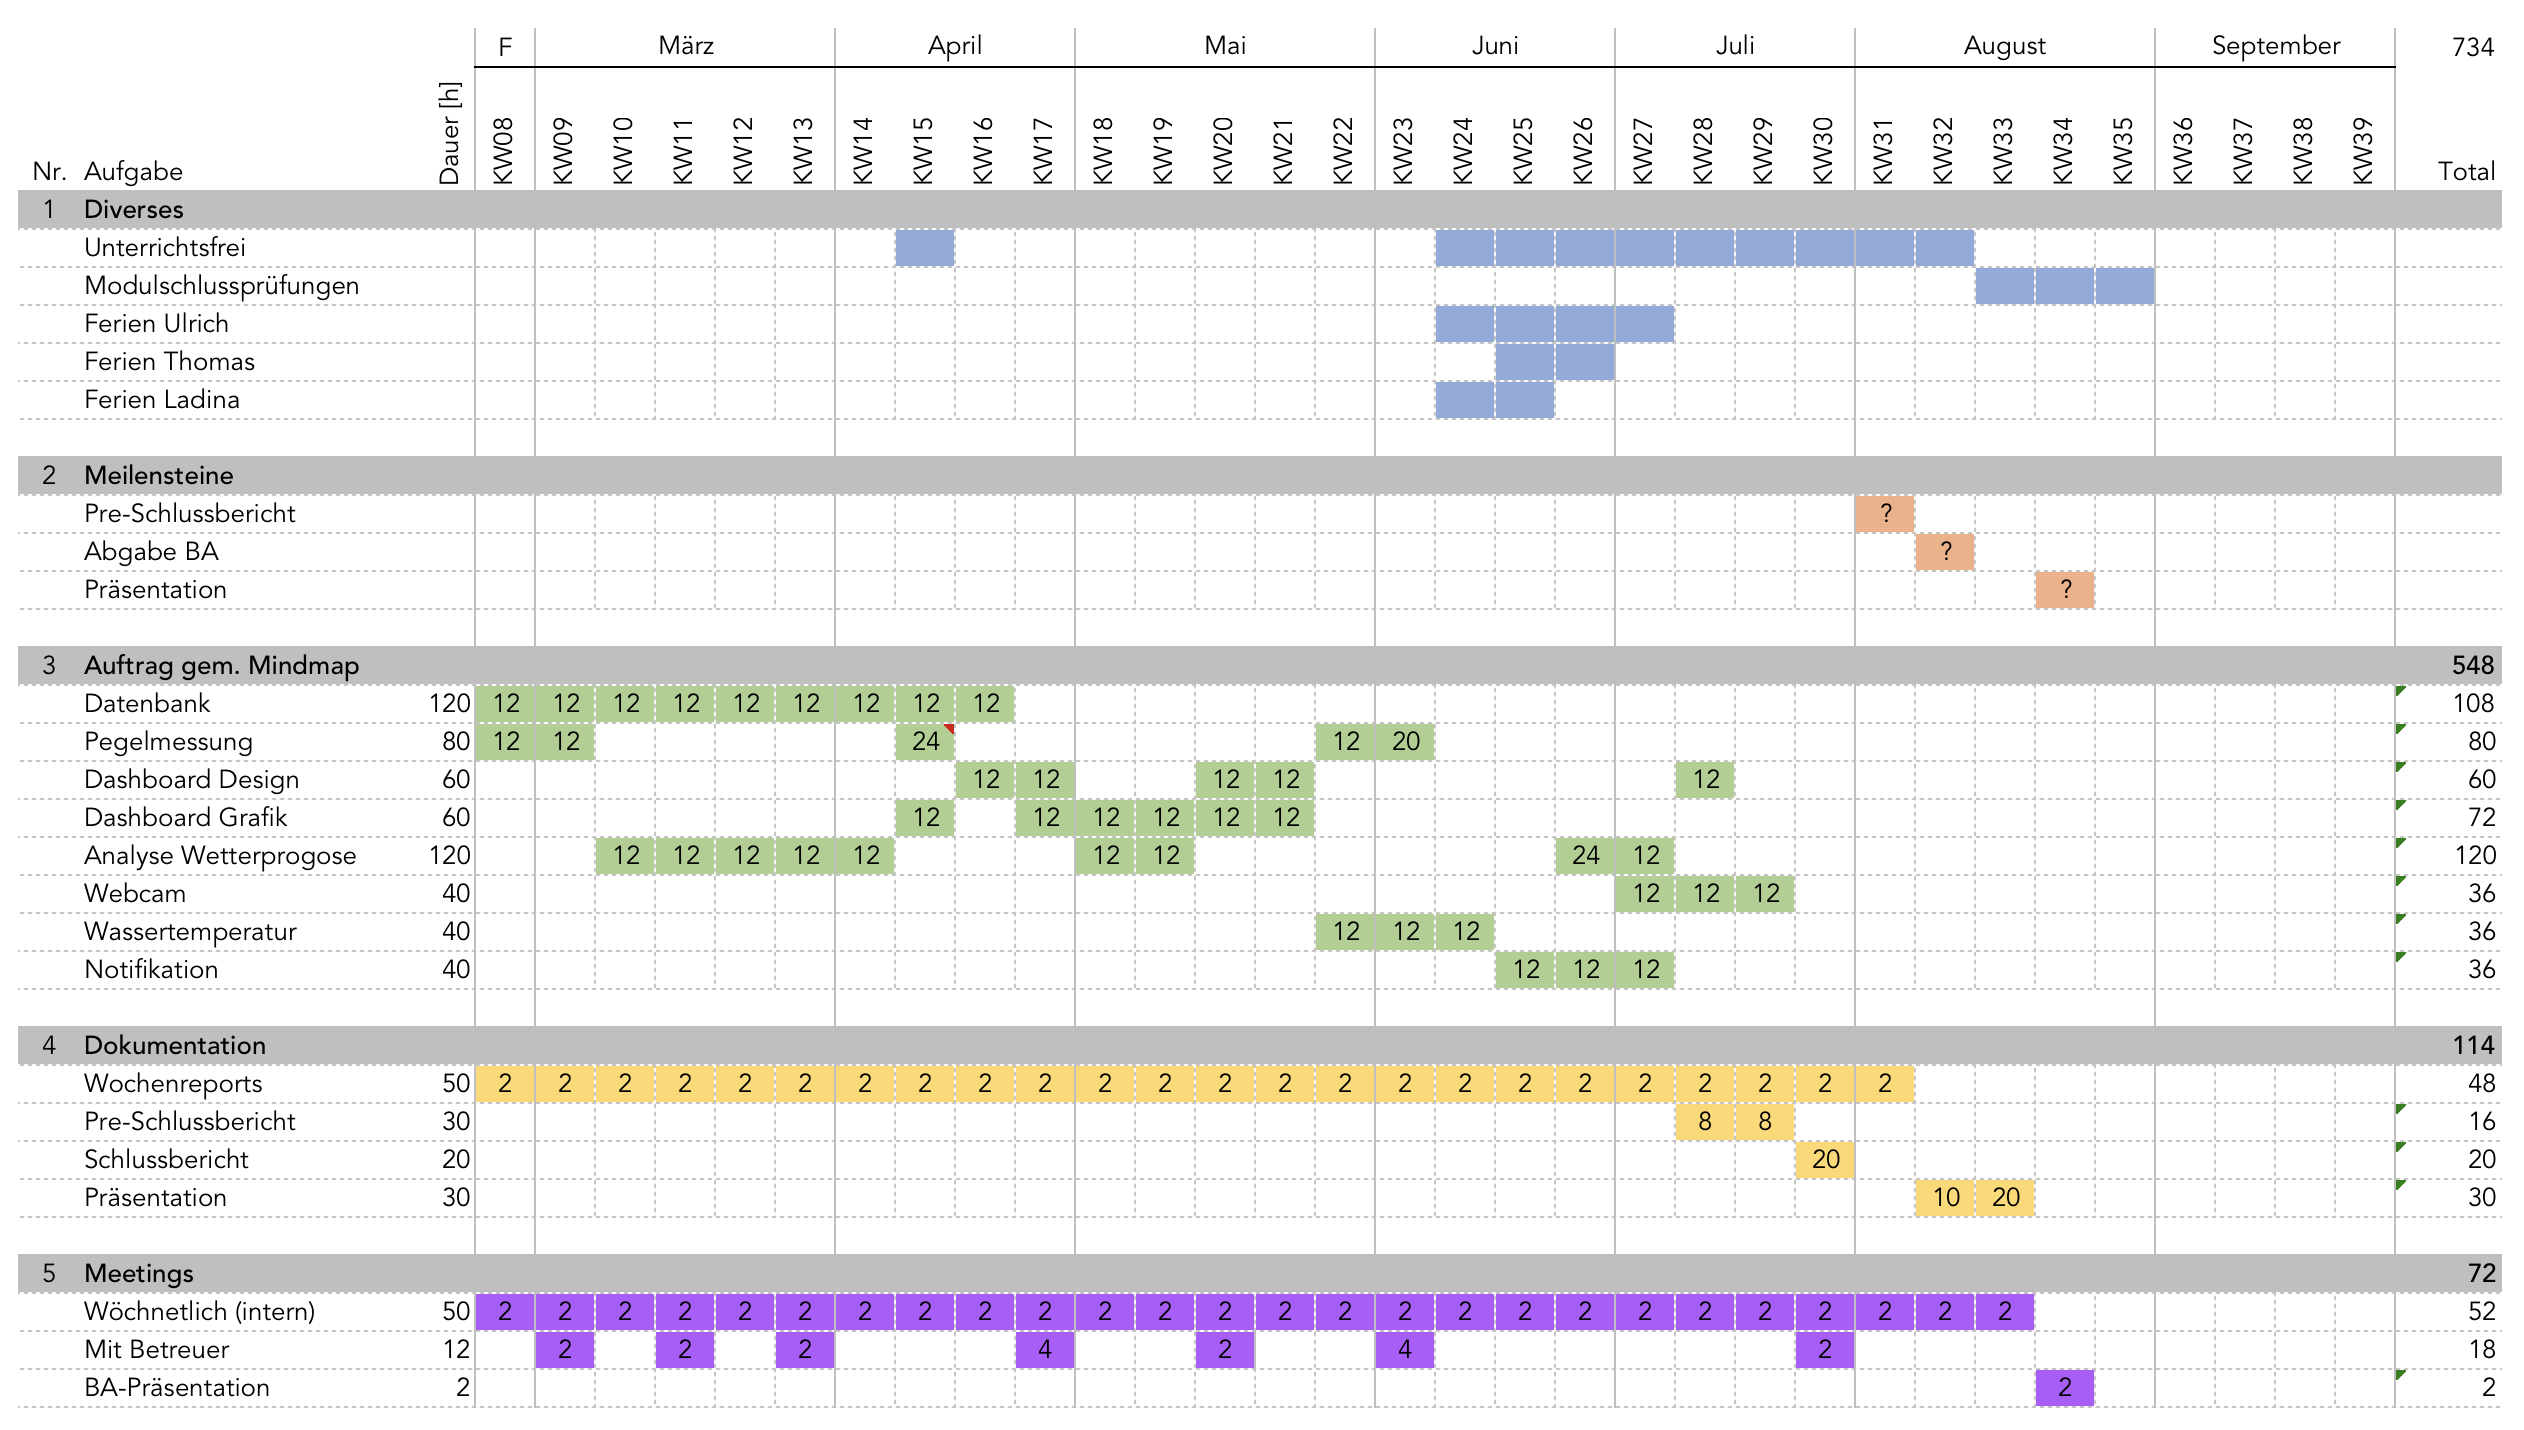 F März April Mai Juni Juli August September 734
Nr. Aufgabe Dauer [h] KW08 KW09 KW10 KW11 KW12 KW13 KW14 KW15 KW16 KW17 KW18 KW19 KW20 KW21 KW22 KW23 KW24 KW25 KW26 KW27 KW28 KW29 KW30 KW31 KW32 KW33 KW34 KW35 KW36 KW37 KW38 KW39 Total
1 Diverses
Unterrichtsfrei
Modulschlussprüfungen
Ferien Ulrich
Ferien Thomas
Ferien Ladina
2 Meilensteine
Pre-Schlussbericht ?
Abgabe BA ?
Präsentation ?
3 Auftrag gem. Mindmap 548
Datenbank 120 12 12 12 12 12 12 12 12 12 108
Pegelmessung 80 12 12 24 12 20 80
Dashboard Design 60 12 12 12 12 12 60
Dashboard Grafik 60 12 12 12 12 12 12 72
Analyse Wetterprogose 120 12 12 12 12 12 12 12 24 12 120
Webcam 40 12 12 12 36
Wassertemperatur 40 12 12 12 36
Notifikation 40 12 12 12 36
4 Dokumentation 114
Wochenreports 50 2 2 2 2 2 2 2 2 2 2 2 2 2 2 2 2 2 2 2 2 2 2 2 2 48
Pre-Schlussbericht 30 8 8 16
Schlussbericht 20 20 20
Präsentation 30 10 20 30
5 Meetings 72
Wöchnetlich (intern) 50 2 2 2 2 2 2 2 2 2 2 2 2 2 2 2 2 2 2 2 2 2 2 2 2 2 2 52
Mit Betreuer 12 2 2 2 4 2 4 2 18
BA-Präsentation 2 2 2